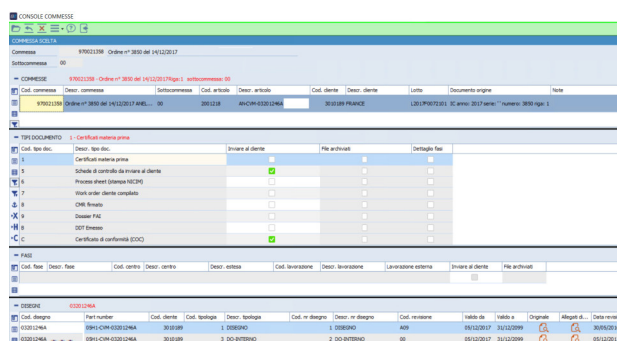 CONSOLE COMMESSE
COMMESSA SCELTA
Commessa 970021358 Ordine n° 3850 del 14/12/2017
Sottocommessa 00
COMMESSE 970021358 - Ordine n° 3850 del 14/12/2017Riga:1 sottocommessa: 00
Cod. commessa Descr. commessa Sottocommessa Cod. articolo Descr. articolo Cod. cliente Descr. cliente Lotto Documento origine Note
970021358 Ordine n° 3850 del 14/12/2017 ANEL... 00 2001218 AN-CVM-03201246A 3010189 FRANCE L2017P0072101 IC anno: 2017 serie: '' numero: 3850 riga: 1
TIPI DOCUMENTO 1 - Certificati materia prima
Cod. tipo doc. Descr. tipo doc. Inviare al cliente File archiviati Dettaglio fasi
1 Certificati materia prima
5 Scheda di controllo da inviare al cliente
6 Process sheet (stampa NICIM)
7 Work order cliente compilato
8 CMR firmato
9 Dossier FAI
B DDT Emesso
C Certificato di conformità (COC)
FASI
Cod. fase Descr. fase Cod. centro Descr. centro Descr. estesa Cod. lavorazione Descr. lavorazione Lavorazione esterna Inviare al cliente File archiviati
DISEGNI 03201246A
Cod. disegno Part number Cod. cliente Cod. tipologia Descr. tipologia Cod. nr disegno Descr. nr disegno Cod. revisione Valido da Valido a Originale Allegati di... Data revis
03201246A DSH1-CVM-03201246A 3010189 1 DISEGNO 1 DISEGNO A09 05/12/2017 31/12/2099 30/05/201
03201246A DSH1-CVM-03201246A 3010189 3 DO-INTERNO 2 DO-INTERNO 00 05/12/2017 31/12/2099 05/12/201